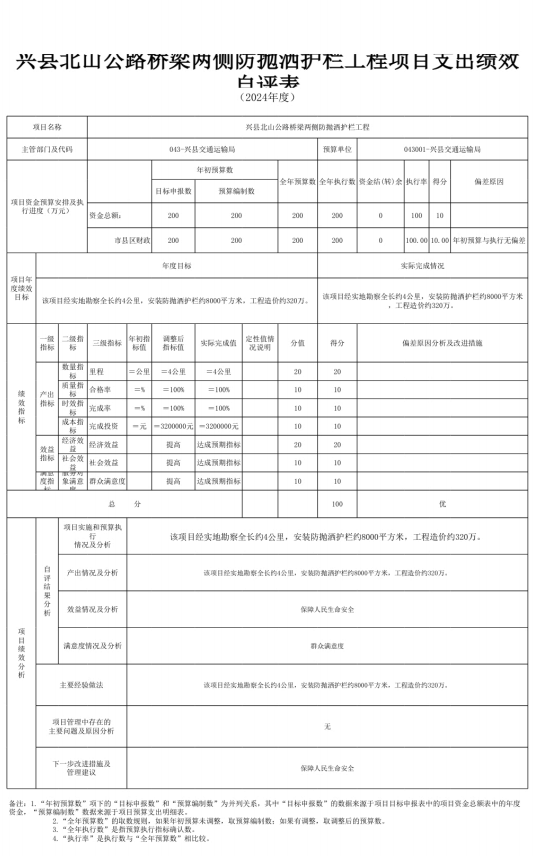 兴县北山公路桥梁两侧防抛洒护栏工程项目支出绩效
自评表
（2024年度）
项目名称 兴县北山公路桥梁两侧防抛洒护栏工程
主管部门及代码 043-兴县交通运输局 预算单位 043001-兴县交通运输局
项目资金预算安排及执
行进度（万元）
年初预算数 全年预算数 全年执行数 资金结(转)余 执行率 得分 偏差原因
目标申报数 预算编制数
资金总额: 200 200 200 200 0 100 10
市县区财政 200 200 200 200 0 100.00 10.00 年初预算与执行无偏差
项目年
度绩效
目标
年度目标 实际完成情况
该项目经实地勘察全长约4公里，安装防抛洒护栏约8000平方米，工程造价约320万。
该项目经实地勘察全长约4公里，安装防抛洒护栏约8000平方米
，工程造价约320万。
绩
效
指
标
一级
指标
二级指
标
三级指标
年初指
标值
调整后
指标值
实际完成值
定性值情
况说明
分值 得分 偏差原因分析及改进措施
产出
指标
数量指
标
里程 ＝公里 ＝4公里 ＝4公里 20 20
质量指
标
合格率 ＝% ＝100% ＝100% 10 10
时效指
标
完成率 ＝% ＝100% ＝100% 10 10
成本指
标
完成投资 ＝元 ＝3200000元 ＝3200000元 10 10
效益
指标
经济效
益
经济效益 提高 达成预期指标 20 20
社会效
益
社会效益 提高 达成预期指标 10 10
满意
度指
标
服务对
象满意
度
群众满意度 提高 达成预期指标 10 10
总 分 100 优
项
目
绩
效
分
析
自
评
结
果
分
析
项目实施和预算执
行
情况及分析
该项目经实地勘察全长约4公里，安装防抛洒护栏约8000平方米，工程造价约320万。
产出情况及分析 该项目经实地勘察全长约4公里，安装防抛洒护栏约8000平方米，工程造价约320万。
效益情况及分析 保障人民生命安全
满意度情况及分析 群众满意度
主要经验做法 该项目经实地勘察全长约4公里，安装防抛洒护栏约8000平方米，工程造价约320万。
项目管理中存在的
主要问题及原因分析
无
下一步改进措施及
管理建议
保障人民生命安全
备注：1.“年初预算数”项下的“目标申报数”和“预算编制数”为并列关系，其中“目标申报数”的数据来源于项目目标申报表中的项目资金总额表中的年度
资金，“预算编制数”数据来源于项目预算支出明细表。
2.“全年预算数”的取数规则，如果年初预算未调整，取预算编制数；如果有调整，取调整后的预算数。
3.“全年执行数”是指预算执行指标确认数。
4.“执行率”是执行数与“全年预算数”相比较。